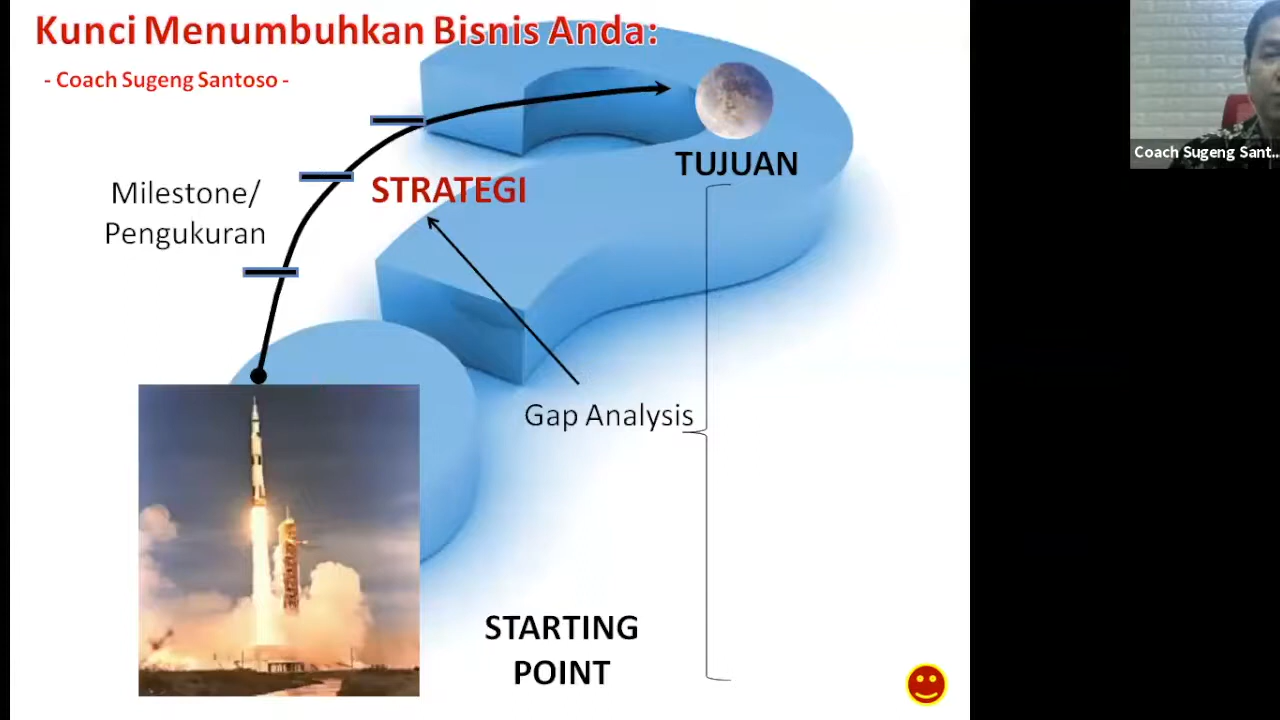 Kunci Menumbuhkan Bisnis Anda:
- Coach Sugeng Santoso -
TUJUAN
STRATEGI
Milestone/
Pengukuran
Gap Analysis
STARTING
POINT
Coach Sugeng Sant...